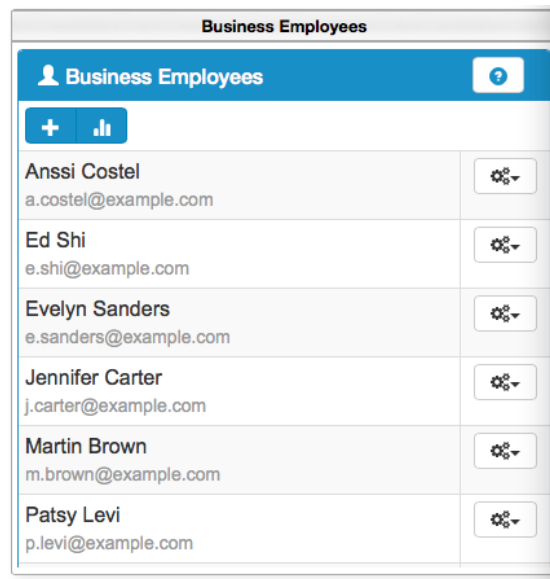 Business Employees
Business Employees
Anssi Costel
a.costel@example.com
Ed Shi
e.shi@example.com
Evelyn Sanders
e.sanders@example.com
Jennifer Carter
j.carter@example.com
Martin Brown
m.brown@example.com
Patsy Levi
p.levi@example.com